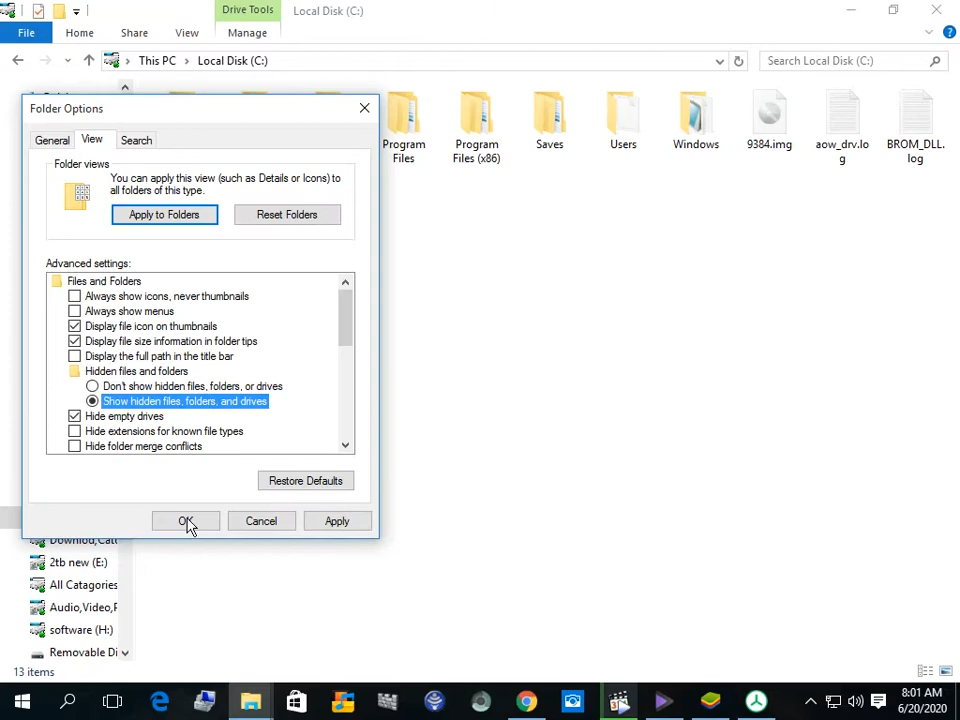 Drive Tools
Local Disk (C:)
File
Home
Share
View
Manage
This PC
Local Disk (C:)
Search Local Disk (C:)
Folder Options
General
View
Search
Folder views
You can apply this view (such as Details or Icons) to
all folders of this type.
Apply to Folders
Reset Folders
Advanced settings:
Files and Folders
Always show icons, never thumbnails
Always show menus
Display file icon on thumbnails
Display file size information in folder tips
Display the full path in the title bar
Hidden files and folders
Don't show hidden files, folders, or drives
Show hidden files, folders, and drives
Hide empty drives
Hide extensions for known file types
Hide folder merge conflicts
Restore Defaults
OK
Cancel
Apply
Program
Files
Program
Files (x86)
Saves
Users
Windows
9384.img
aow_drv.lo
g
BROM_DLL.
log
2tb new (E:)
All Catagories
Audio,Video,F
software (H:)
Removable Di
13 items
8:01 AM
6/20/2020